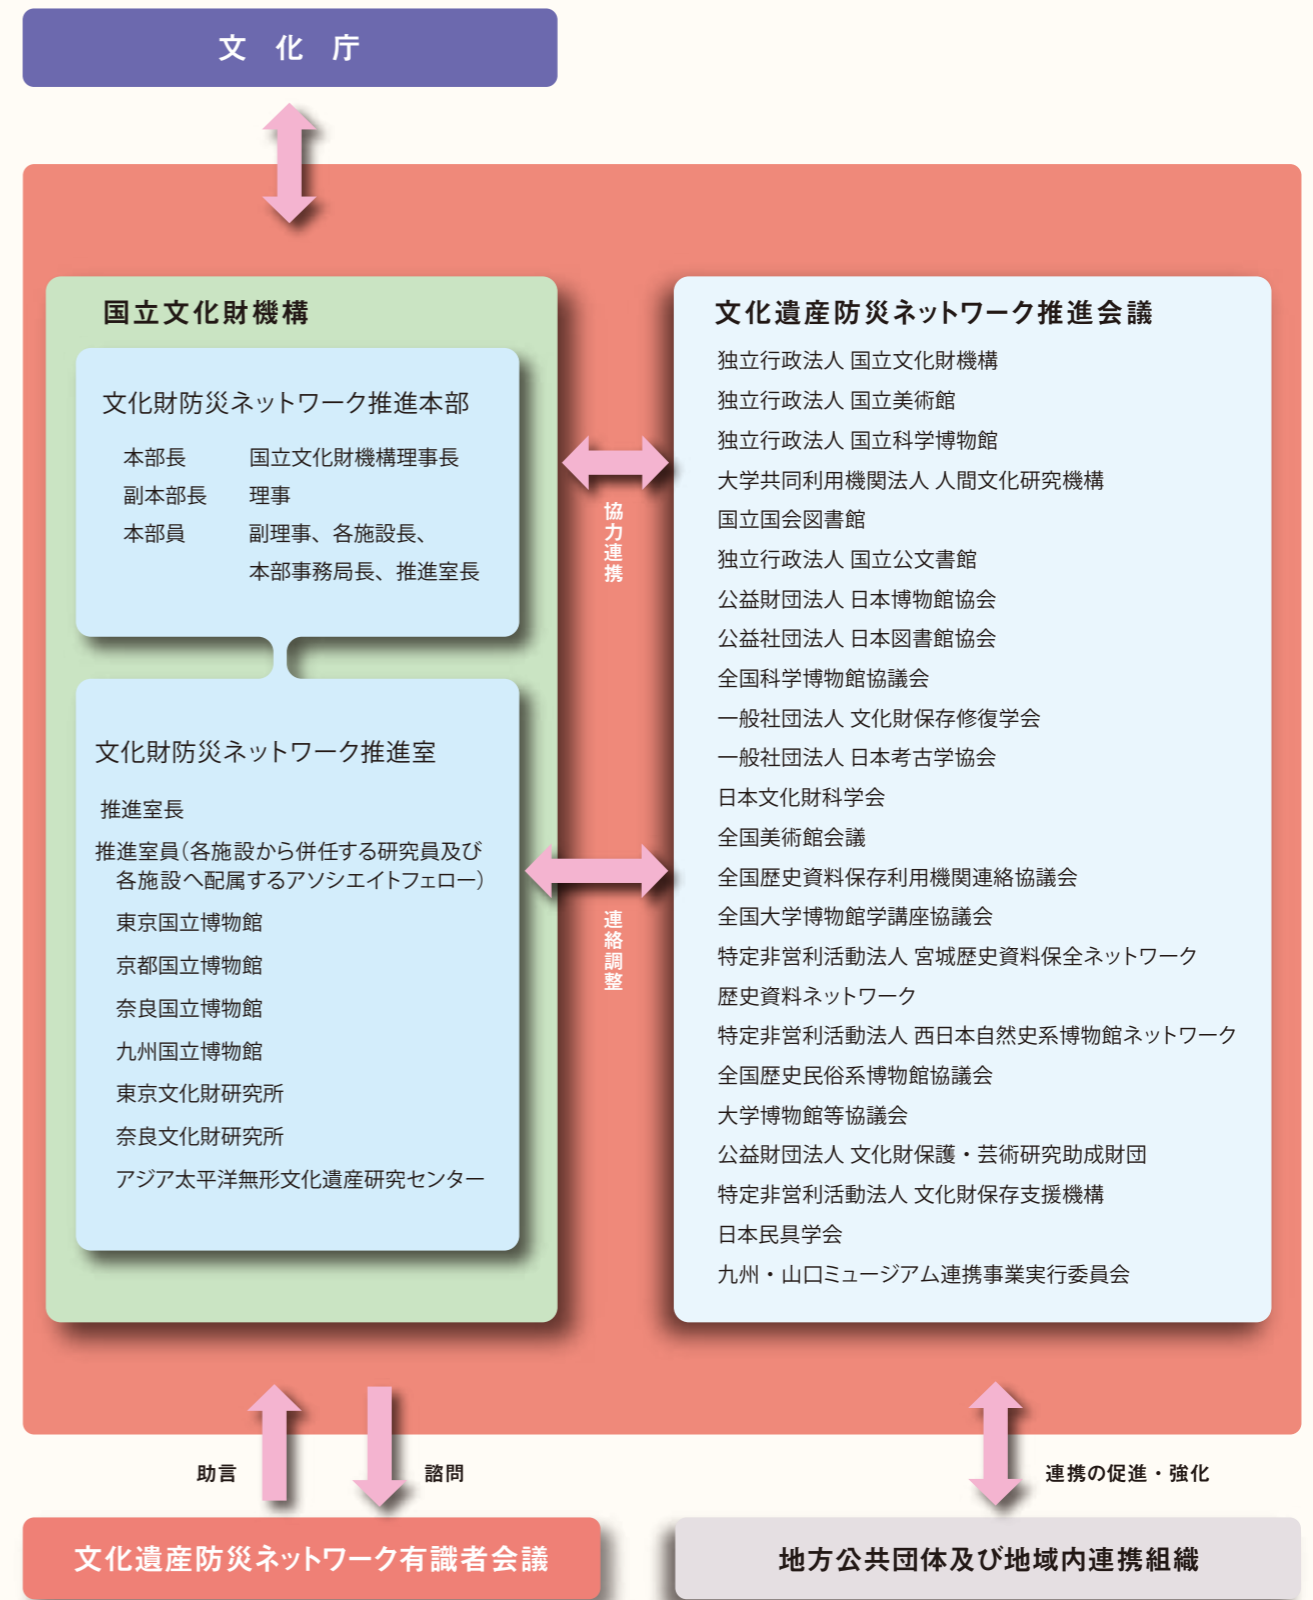 文化庁
国立文化財機構
文化財防災ネットワーク推進本部
本部長 国立文化財機構理事長
副本部長 理事
本部員 副理事、各施設長、
本部事務局長、推進室長
文化財防災ネットワーク推進室
推進室長
推進室員（各施設から併任する研究員及び
各施設へ配属するアソシエイトフェロー）
東京国立博物館
京都国立博物館
奈良国立博物館
九州国立博物館
東京文化財研究所
奈良文化財研究所
アジア太平洋無形文化遺産研究センター
協力連携
連絡調整
文化遺産防災ネットワーク推進会議
独立行政法人 国立文化財機構
独立行政法人 国立美術館
独立行政法人 国立科学博物館
大学共同利用機関法人 人間文化研究機構
国立国会図書館
独立行政法人 国立公文書館
公益財団法人 日本博物館協会
公益社団法人 日本図書館協会
全国科学博物館協議会
一般社団法人 文化財保存修復学会
一般社団法人 日本考古学協会
日本文化財科学会
全国美術館会議
全国歴史資料保存利用機関連絡協議会
全国大学博物館学講座協議会
特定非営利活動法人 宮城歴史資料保全ネットワーク
歴史資料ネットワーク
特定非営利活動法人 西日本自然史系博物館ネットワーク
全国歴史民俗系博物館協議会
大学博物館等協議会
公益財団法人 文化財保護・芸術研究助成財団
特定非営利活動法人 文化財保存支援機構
日本民具学会
九州・山口ミュージアム連携事業実行委員会
助言
諮問
連携の促進・強化
文化遺産防災ネットワーク有識者会議
地方公共団体及び地域内連携組織